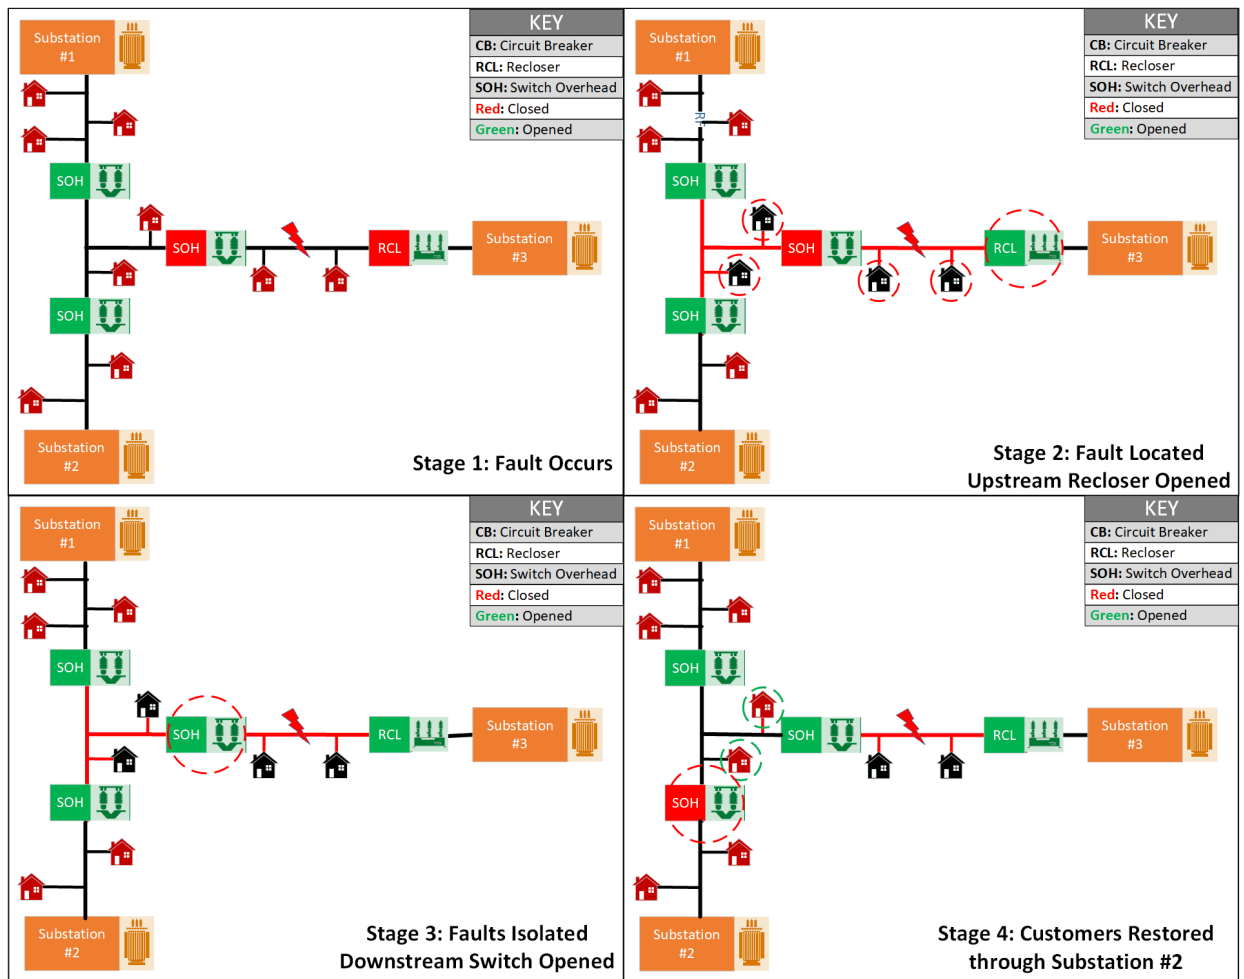 Substation
#1
KEY
CB: Circuit Breaker
RCL: Recloser
SOH: Switch Overhead
Red: Closed
Green: Opened
SOH
SOH
RCL
Substation
#3
SOH
Substation
#2
Stage 1: Fault Occurs
Substation
#1
KEY
CB: Circuit Breaker
RCL: Recloser
SOH: Switch Overhead
Red: Closed
Green: Opened
SOH
SOH
RCL
Substation
#3
SOH
Substation
#2
Stage 2: Fault Located
Upstream Recloser Opened
Substation
#1
KEY
CB: Circuit Breaker
RCL: Recloser
SOH: Switch Overhead
Red: Closed
Green: Opened
SOH
SOH
RCL
Substation
#3
SOH
Substation
#2
Stage 3: Faults Isolated
Downstream Switch Opened
Substation
#1
KEY
CB: Circuit Breaker
RCL: Recloser
SOH: Switch Overhead
Red: Closed
Green: Opened
SOH
SOH
RCL
Substation
#3
SOH
Substation
#2
Stage 4: Customers Restored
through Substation #2